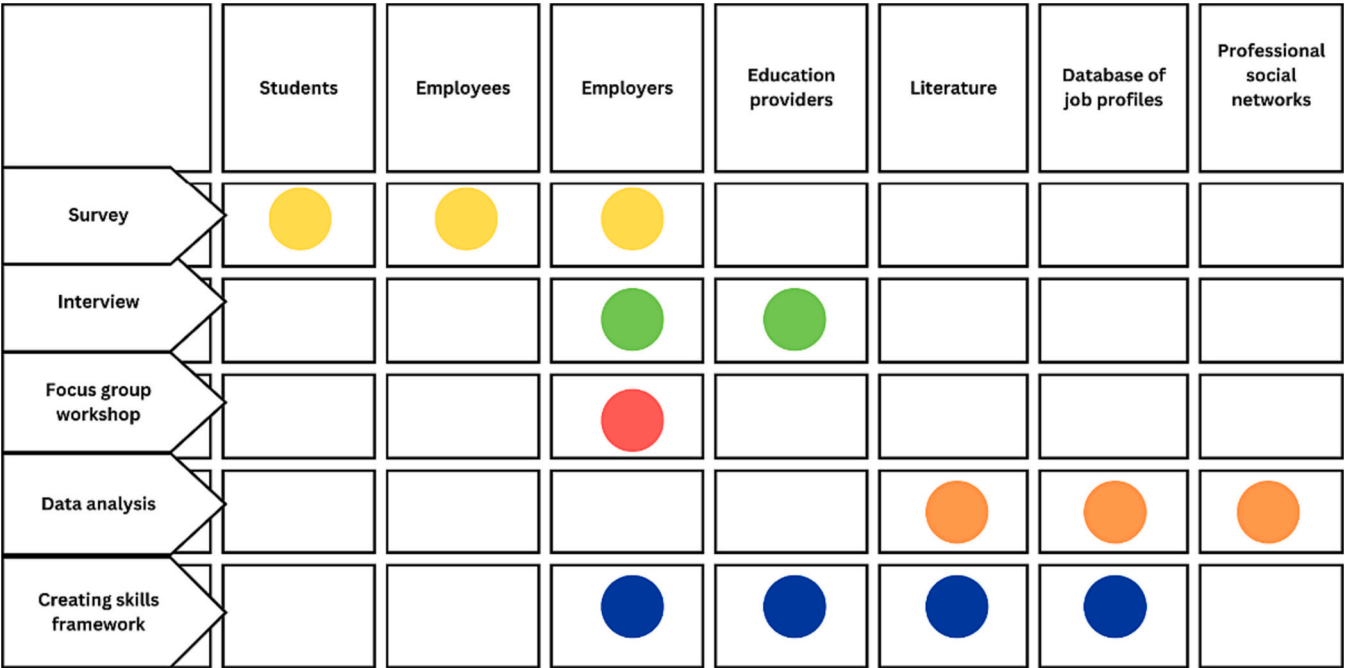 Students
Employees
Employers
Education
providers
Literature
Database of
job profiles
Professional
social
networks
Survey
Interview
Focus group
workshop
Data analysis
Creating skills
framework